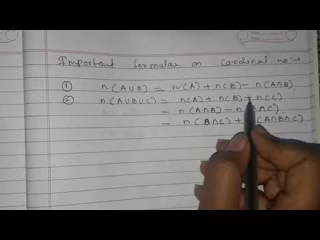 Important formulas on Cardinal no:→
① n(A∪B) = n(A) + n(B) - n(A∩B)
② n(A∪B∪C) = n(A) + n(B) + n(C)
= n(A∩B) - n(A∩C)
= n(B∩C) + (A∩B∩C)